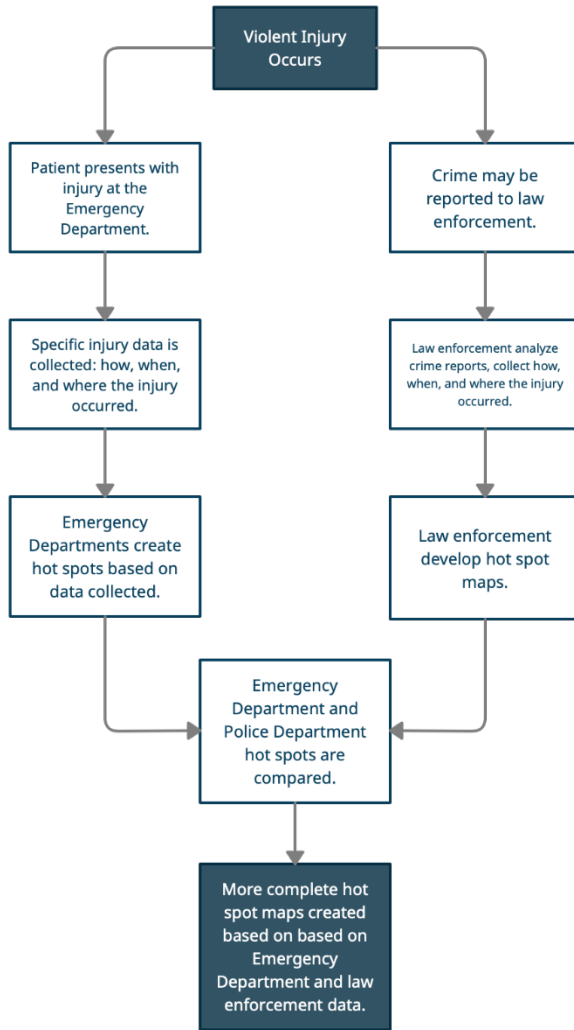 Violent Injury
Occurs
Patient presents with
injury at the
Emergency
Department.
Crime may be
reported to law
enforcement.
Specific injury data is
collected: how, when,
and where the injury
occurred.
Law enforcement analyze
crime reports, collect how,
when, and where the injury
occurred.
Emergency
Departments create
hot spots based on
data collected.
Law enforcement
develop hot spot
maps.
Emergency
Department and
Police Department
hot spots are
compared.
More complete hot
spot maps created
based on based on
Emergency
Department and law
enforcement data.